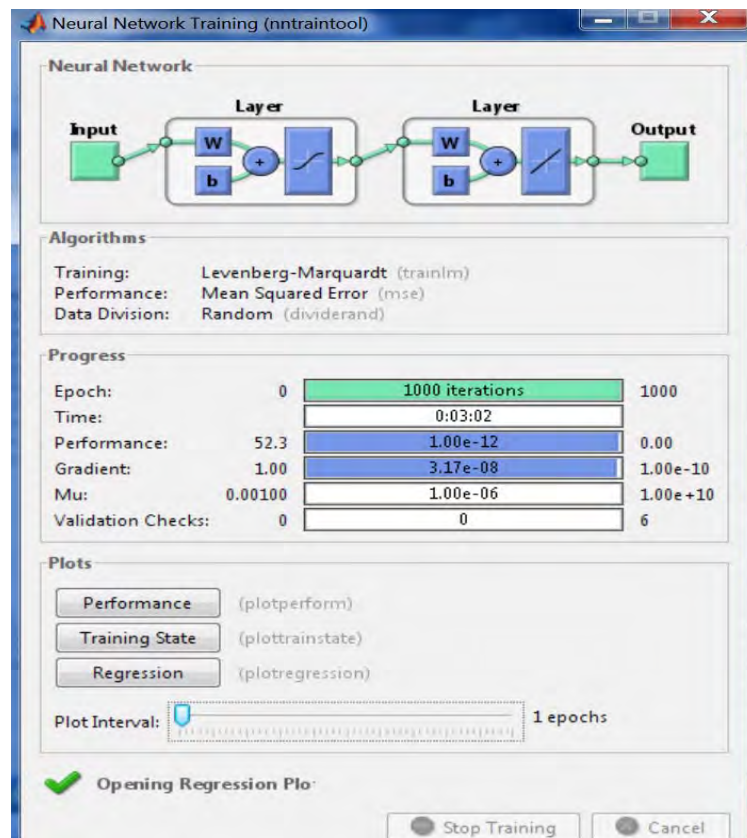 Neural Network Training (nntraintool)
Neural Network
Layer Layer
Input Output
W W
+ +
b b
Algorithms
Training: Levenberg-Marquardt (trainlm)
Performance: Mean Squared Error (mse)
Data Division: Random (dividerand)
Progress
Epoch: 0 1000 iterations 1000
Time: 0:03:02
Performance: 52.3 1.00e-12 0.00
Gradient: 1.00 3.17e-08 1.00e-10
Mu: 0.00100 1.00e-06 1.00e+10
Validation Checks: 0 0 6
Plots
Performance (plotperform)
Training State (plottrainstate)
Regression (plotregression)
Plot Interval: 1 epochs
Opening Regression Plo
Stop Training Cancel